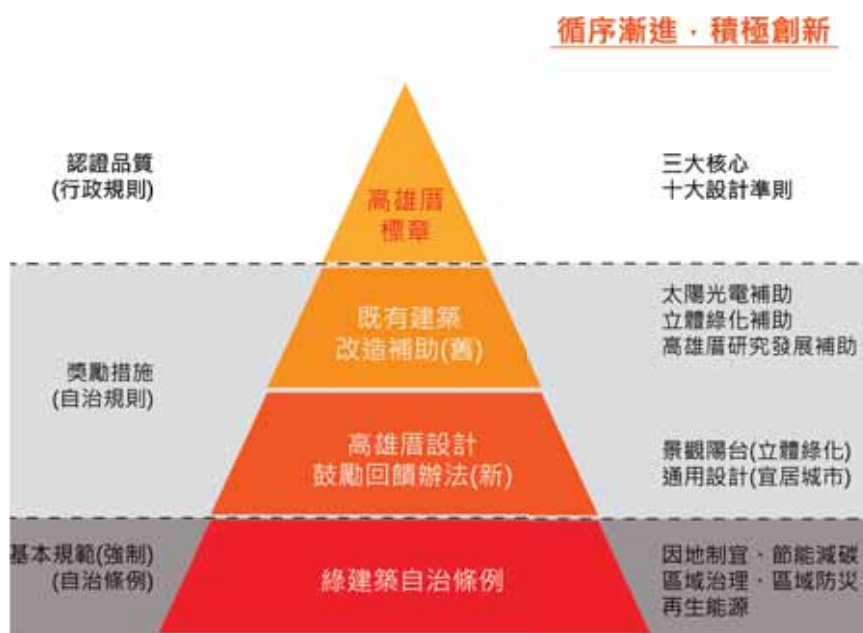 循序漸進．積極創新
認證品質
(行政規則)
高雄厝
標章
三大核心
十大設計準則
獎勵措施
(自治規則)
既有建築
改造補助(舊)
太陽光電補助
立體綠化補助
高雄厝研究發展補助
高雄厝設計
鼓勵回饋辦法(新)
景觀陽台(立體綠化)
通用設計(宜居城市)
基本規範(強制)
(自治條例)
綠建築自治條例
因地制宜、節能減碳
區域治理、區域防災
再生能源